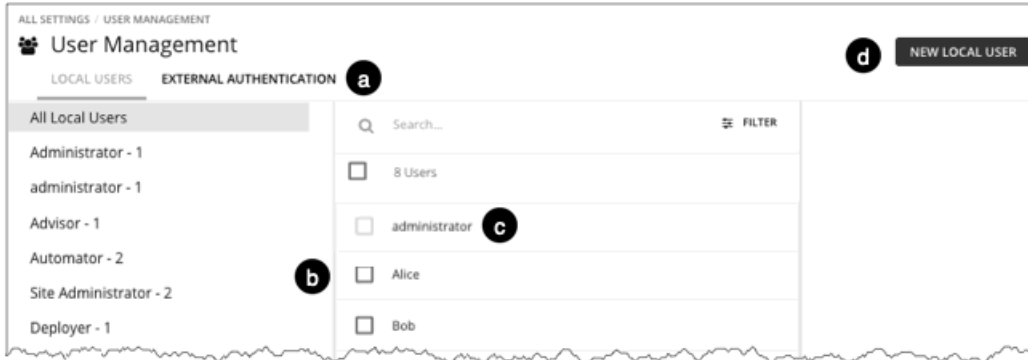 ALL SETTINGS / USER MANAGEMENT
User Management
d
NEW LOCAL USER
LOCAL USERS
EXTERNAL AUTHENTICATION
a
All Local Users
Administrator - 1
administrator - 1
Advisor - 1
Automator - 2
Site Administrator - 2
Deployer - 1
Search...
FILTER
8 Users
administrator
c
b
Alice
Bob